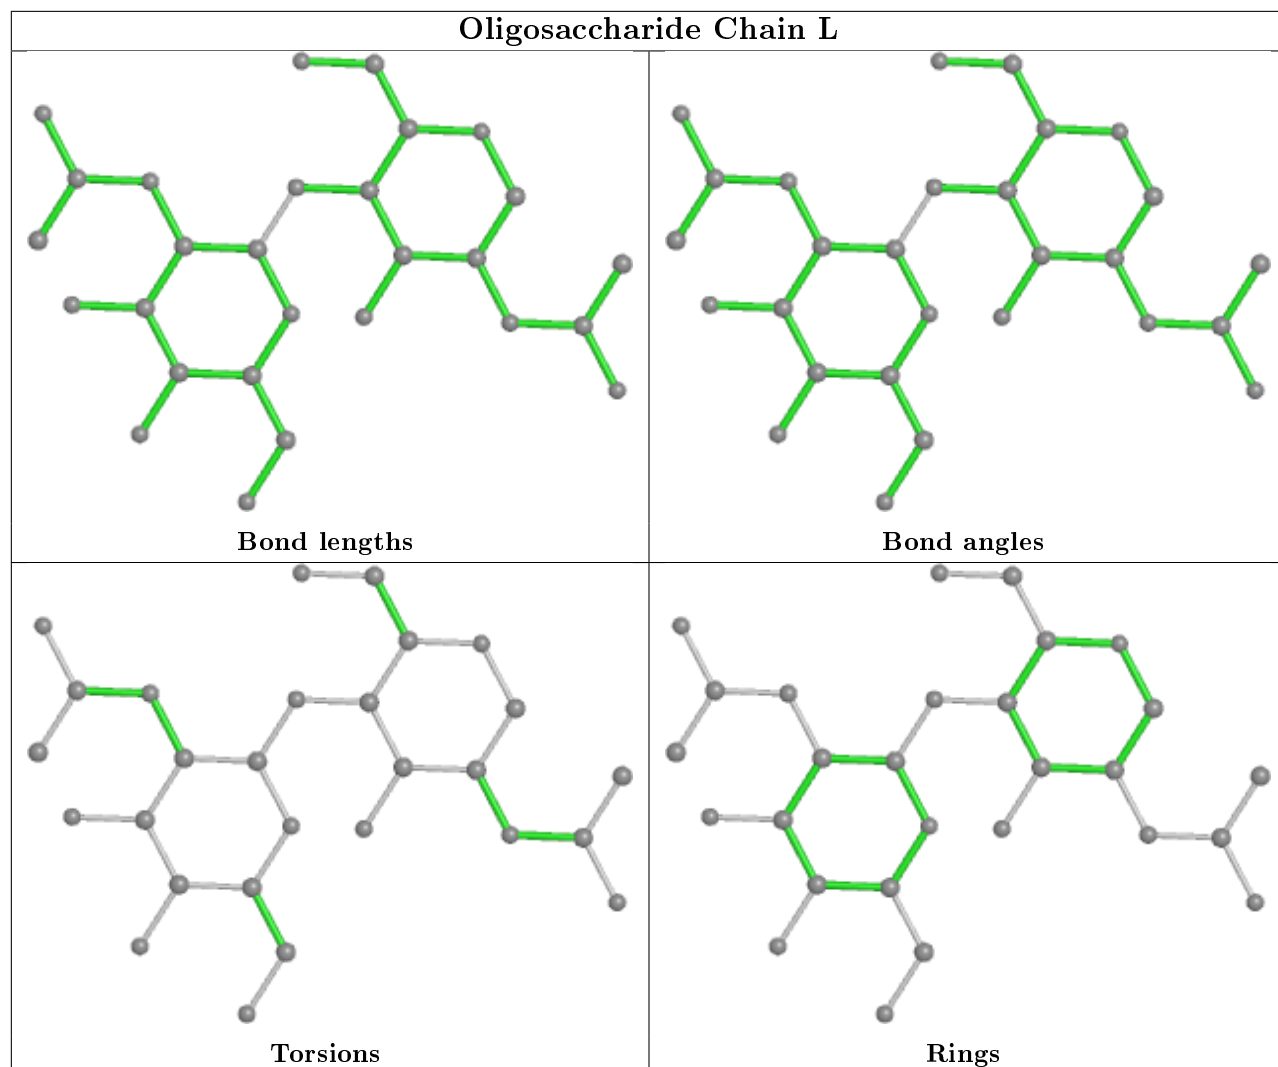 Oligosaccharide Chain L
Bond lengths
Bond angles
Torsions
Rings